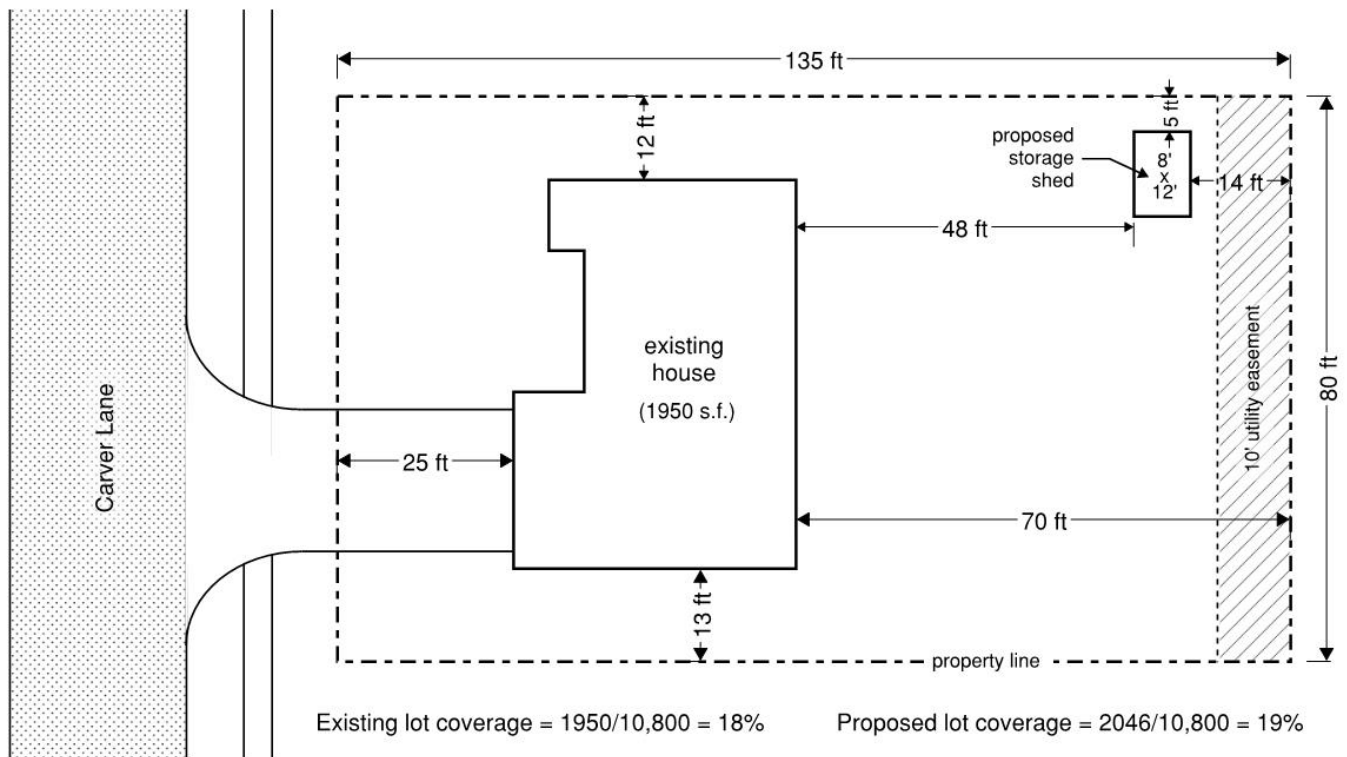 135 ft
12 ft
5 ft
proposed
storage
shed
8'
x
12'
14 ft
48 ft
existing
house
(1950 s.f.)
Carver Lane
10' utility easement
80 ft
25 ft
70 ft
13 ft
property line
Existing lot coverage = 1950/10,800 = 18%
Proposed lot coverage = 2046/10,800 = 19%